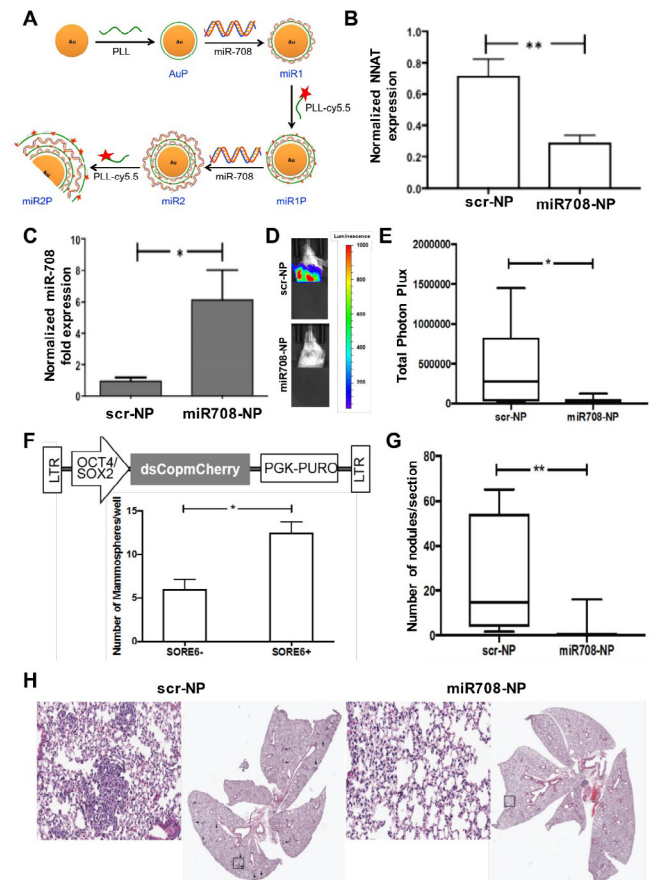 A
Au
PLL
Au
AuP
miR-708
Au
miR1
PLL-cy5.5
Au
miR1P
miR-708
Au
miR2
PLL-cy5.5
Au
miR2P
B
Normalized NNAT
expression
1.0
0.8
0.6
0.4
0.2
0.0
**
scr-NP
miR708-NP
C
Normalized miR-708
fold expression
10
8
6
4
2
0
*
scr-NP
miR708-NP
D
scr-NP
miR708-NP
Luminescence
1000
800
600
400
200
E
Total Photon Plux
2000000
1500000
1000000
500000
0
*
scr-NP
miR708-NP
F
LTR
OCT4/
SOX2
dsCopmCherry
PGK-PURO
LTR
Number of Mammospheres/well
15
10
5
0
*
SORE6-
SORE6+
G
Number of nodules/section
80
60
40
20
0
**
scr-NP
miR708-NP
H
scr-NP
miR708-NP